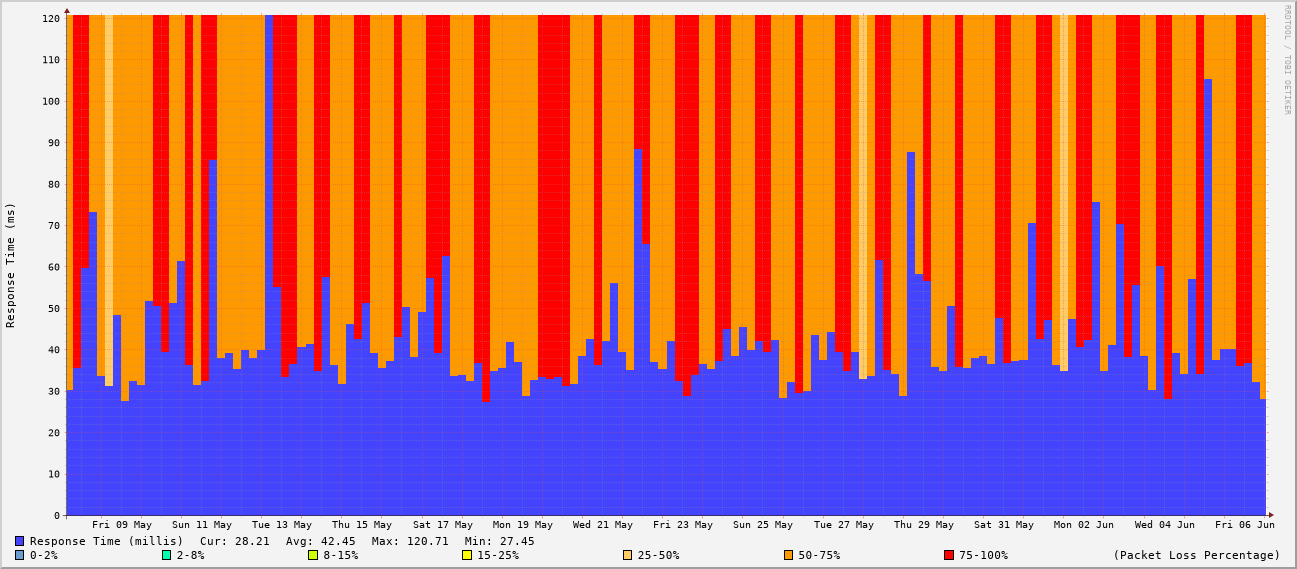 RRDTOOL / TOBI OETIKER
Response Time (ms)
120
110
100
90
80
70
60
50
40
30
20
10
0
Fri 09 May Sun 11 May Tue 13 May Thu 15 May Sat 17 May Mon 19 May Wed 21 May Fri 23 May Sun 25 May Tue 27 May Thu 29 May Sat 31 May Mon 02 Jun Wed 04 Jun Fri 06 Jun
Response Time (millis) Cur: 28.21 Avg: 42.45 Max: 120.71 Min: 27.45
0-2% 2-8% 8-15% 15-25% 25-50% 50-75% 75-100% (Packet Loss Percentage)